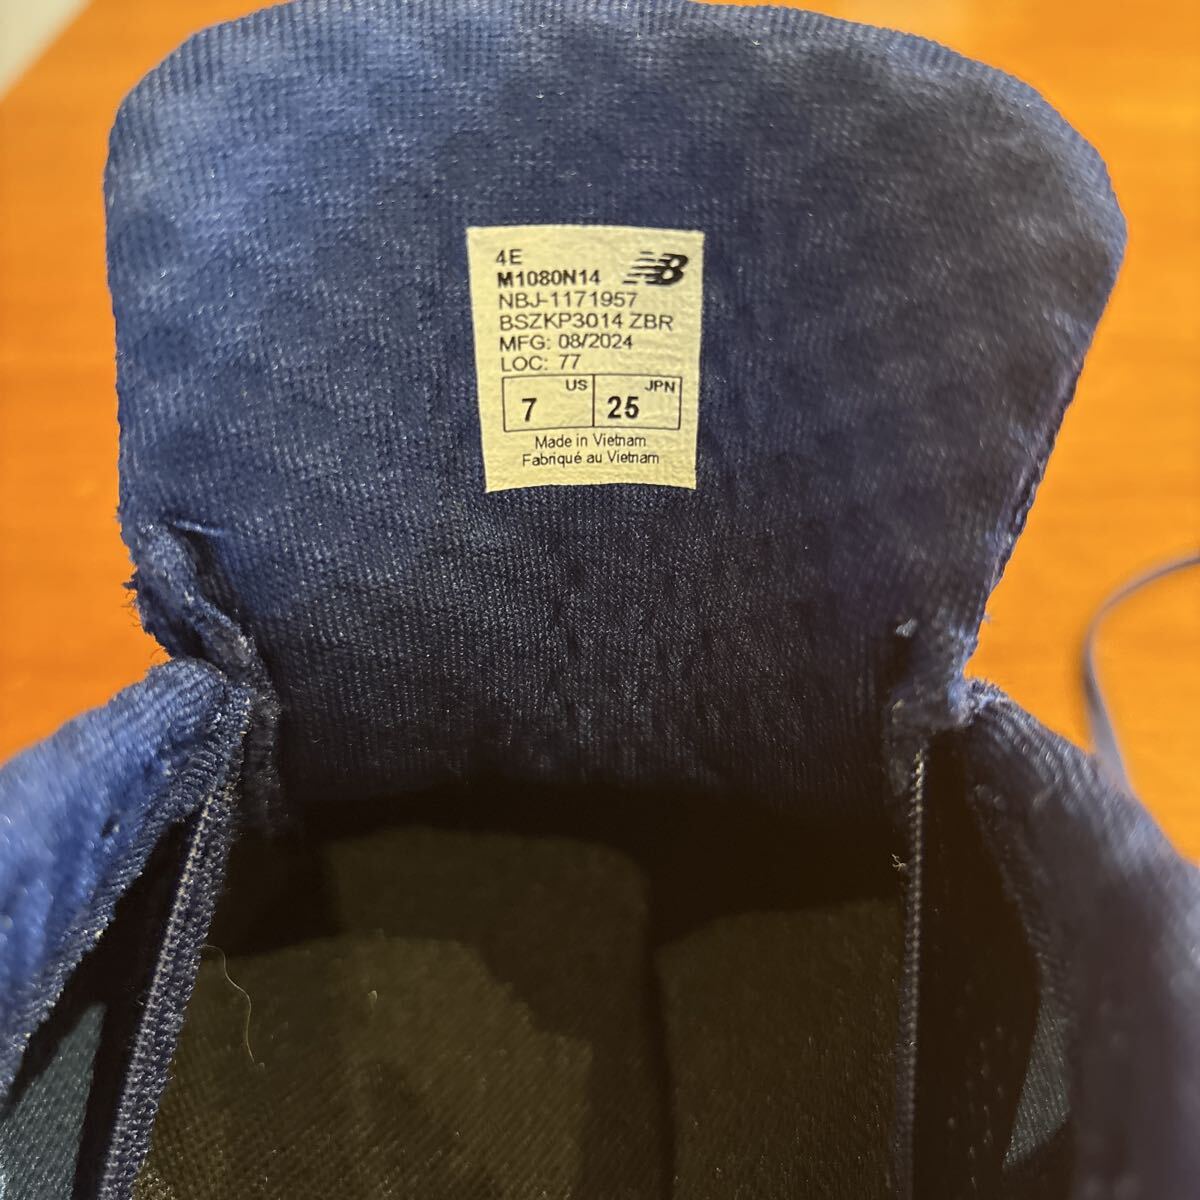 4E
M1080N14 NB
NBJ-1171957
BSZKP3014 ZBR
MFG: 08/2024
LOC: 77
US JPN
7 25
Made in Vietnam
Fabriqué au Vietnam